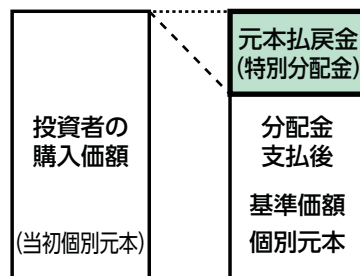 投資者の
購入価額
(当初個別元本)
元本払戻金
(特別分配金)
分配金
支払後
基準価額
個別元本